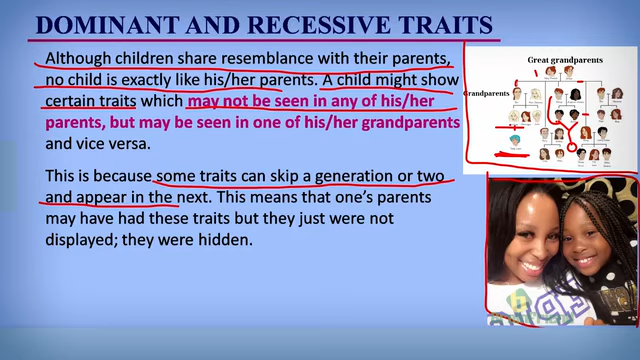 DOMINANT AND RECESSIVE TRAITS
Although children share resemblance with their parents,
no child is exactly like his/her parents. A child might show
certain traits which may not be seen in any of his/her
parents, but may be seen in one of his/her grandparents
and vice versa.
This is because some traits can skip a generation or two
and appear in the next. This means that one's parents
may have had these traits but they just were not
displayed; they were hidden.
Great grandparents
Grandparents